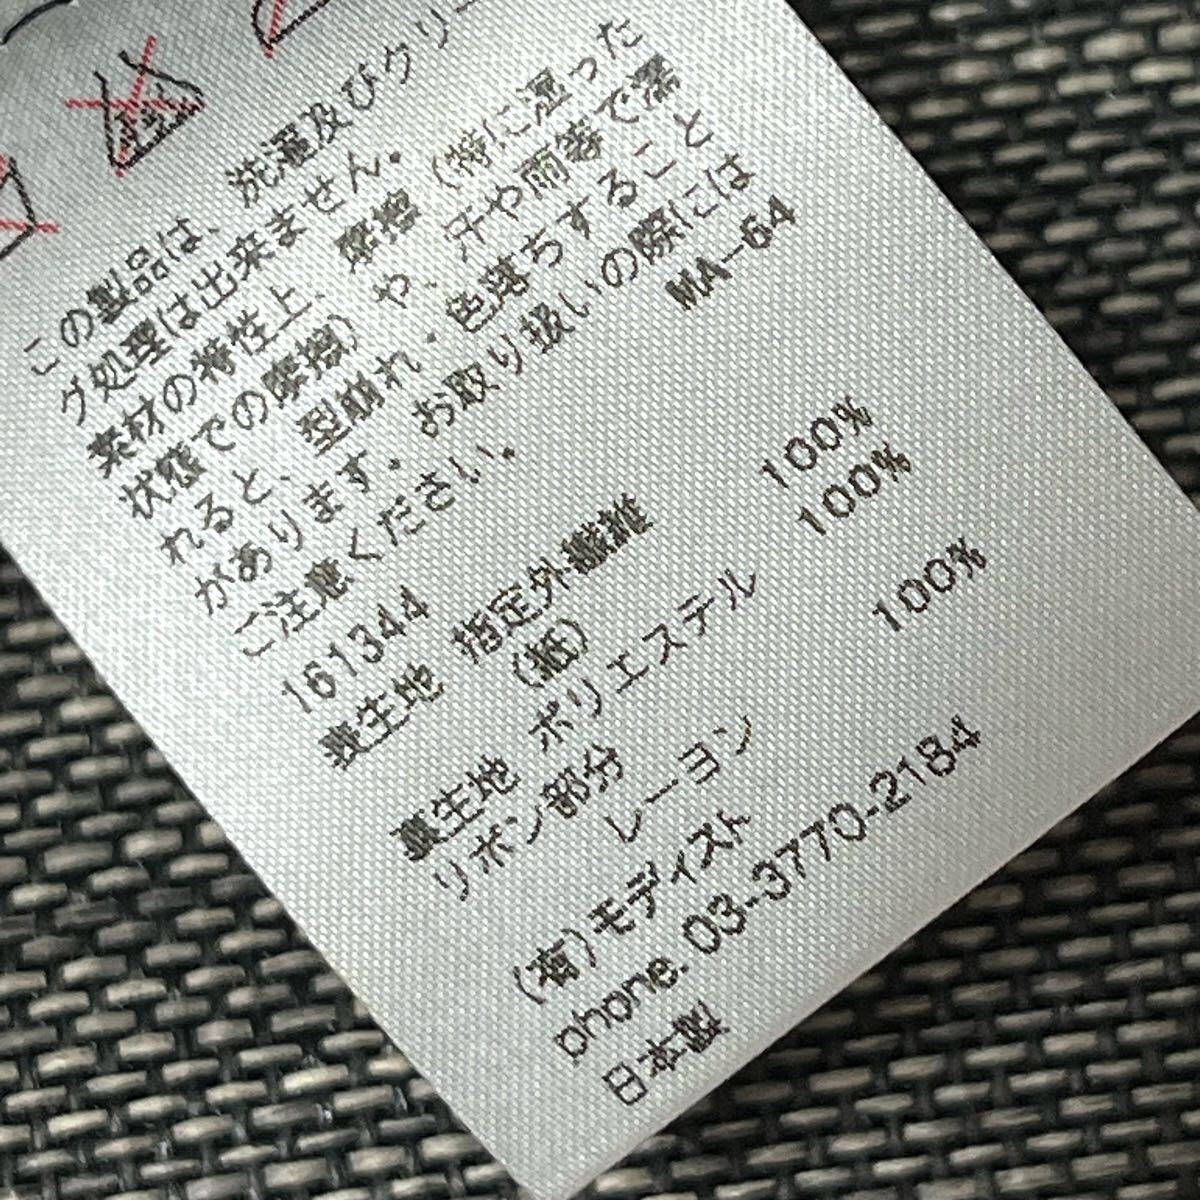 この製品は、洗濯及びクリー
グ処理は出来ません。
素材の特性上、摩擦(特に湿った
状態での摩擦)や、汗や雨等で濡
れると、型崩れ・色落ちすること
があります。お取り扱いの際には
ご注意ください。 MA-64
161344
表生地 指定外繊維 100%
(紙) 100%
裏生地 ポリエステル
リボン部分 100%
レーヨン
(有)モディスト
phone. 03-3770-2184
日本製